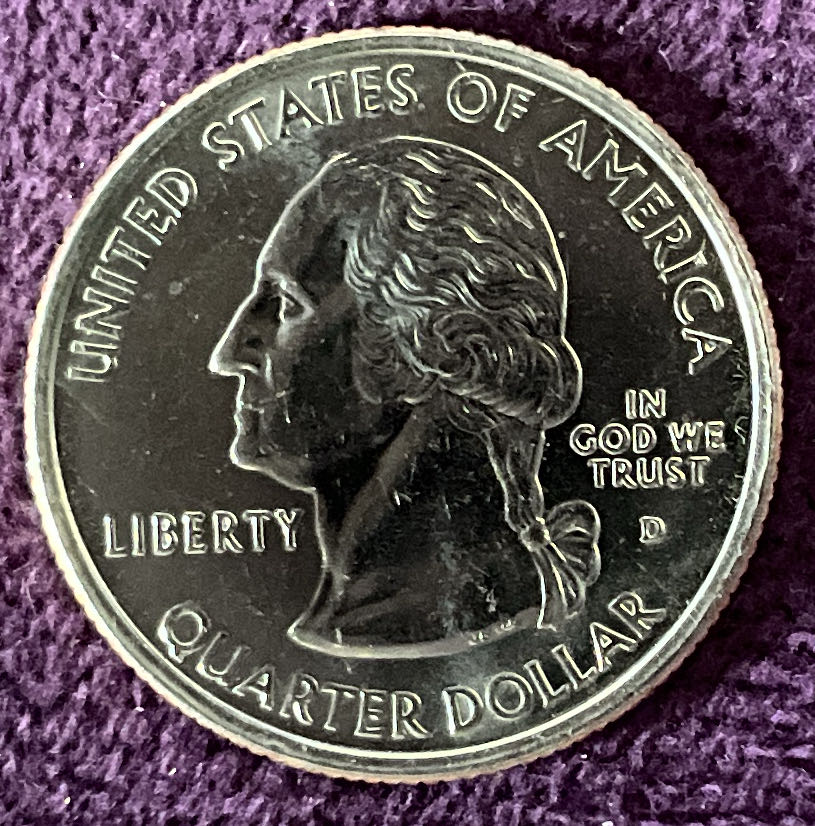 UNITED STATES OF AMERICA
IN
GOD WE
TRUST
LIBERTY
D
QUARTER DOLLAR